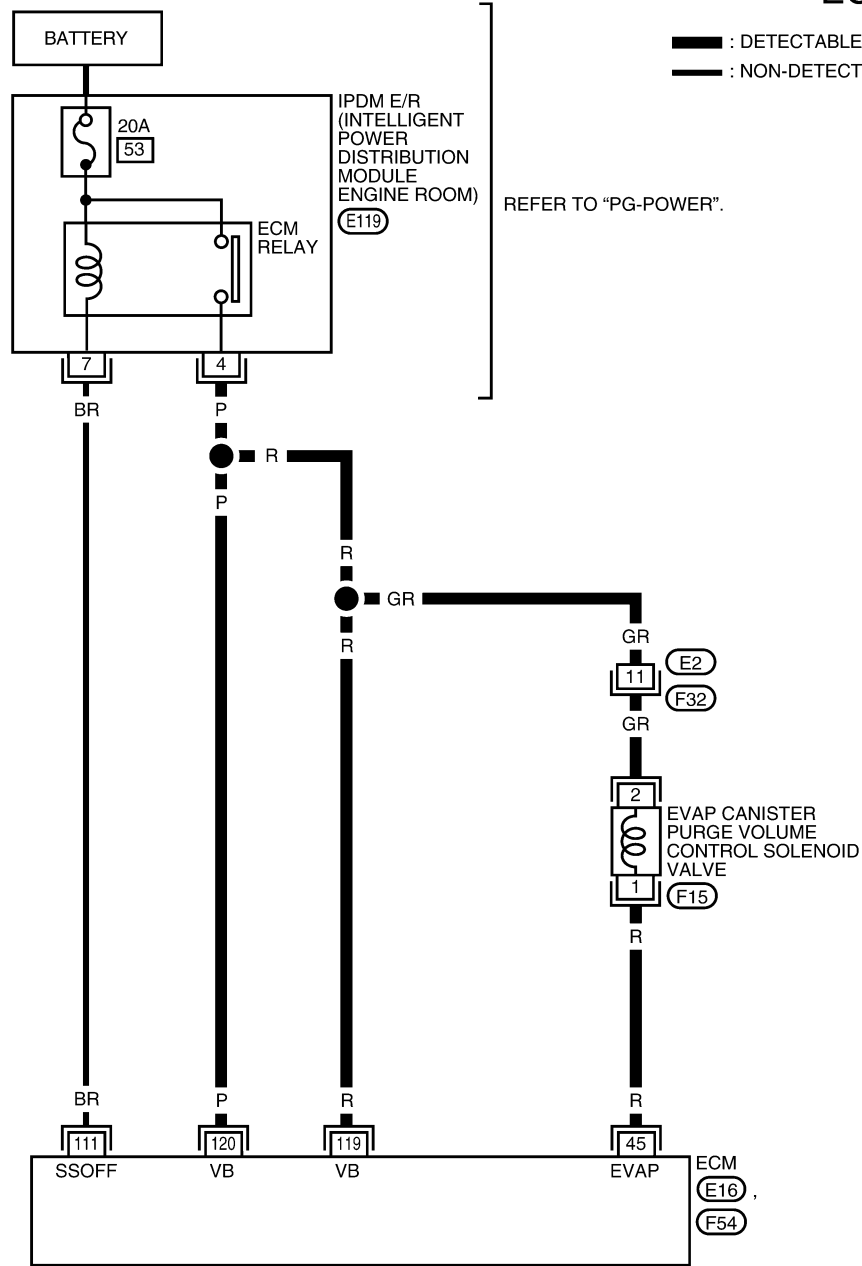 BATTERY
: DETECTABLE
: NON-DETECT
20A
53
IPDM E/R
(INTELLIGENT
POWER
DISTRIBUTION
MODULE
ENGINE ROOM)
E119
REFER TO “PG-POWER”.
ECM
RELAY
7
4
BR
P
R
P
R
GR
R
GR
11
E2
F32
GR
2
EVAP CANISTER
PURGE VOLUME
CONTROL SOLENOID
VALVE
1
F15
R
BR
P
R
R
111
120
119
45
SSOFF
VB
VB
EVAP
ECM
E16 ,
F54